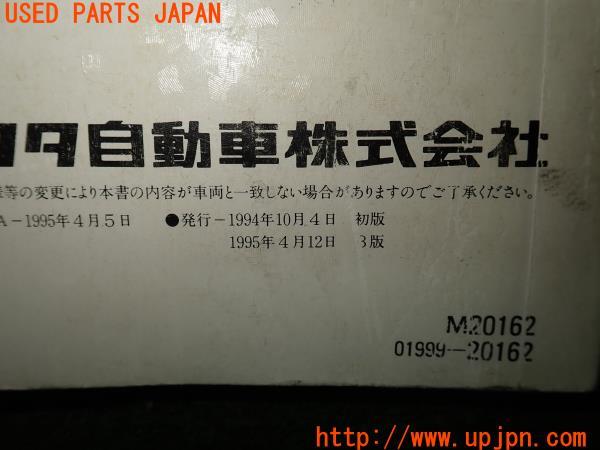 USED PARTS JAPAN
ヨタ自動車株式会社
等の変更により本書の内容が車両と一致しない場合がありますのでご了承ください。
A－1995年4月5日 ●発行－1994年10月4日 初版
1995年4月12日 3版
M20162
01999-20162
http://www.upjpn.com/